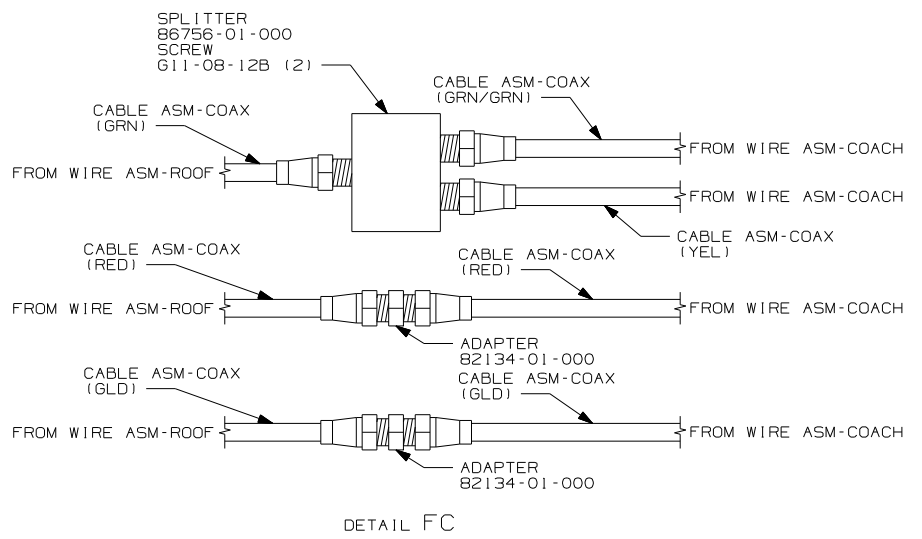 SPLITTER
86756-01-000
SCREW
G11-08-12B (2)
CABLE ASM-COAX
(GRN/GRN)
CABLE ASM-COAX
(GRN)
FROM WIRE ASM-COACH
FROM WIRE ASM-ROOF
FROM WIRE ASM-COACH
CABLE ASM-COAX
(YEL)
CABLE ASM-COAX
(RED)
CABLE ASM-COAX
(RED)
FROM WIRE ASM-ROOF
FROM WIRE ASM-COACH
ADAPTER
82134-01-000
CABLE ASM-COAX
(GLD)
CABLE ASM-COAX
(GLD)
FROM WIRE ASM-ROOF
FROM WIRE ASM-COACH
ADAPTER
82134-01-000
DETAIL FC